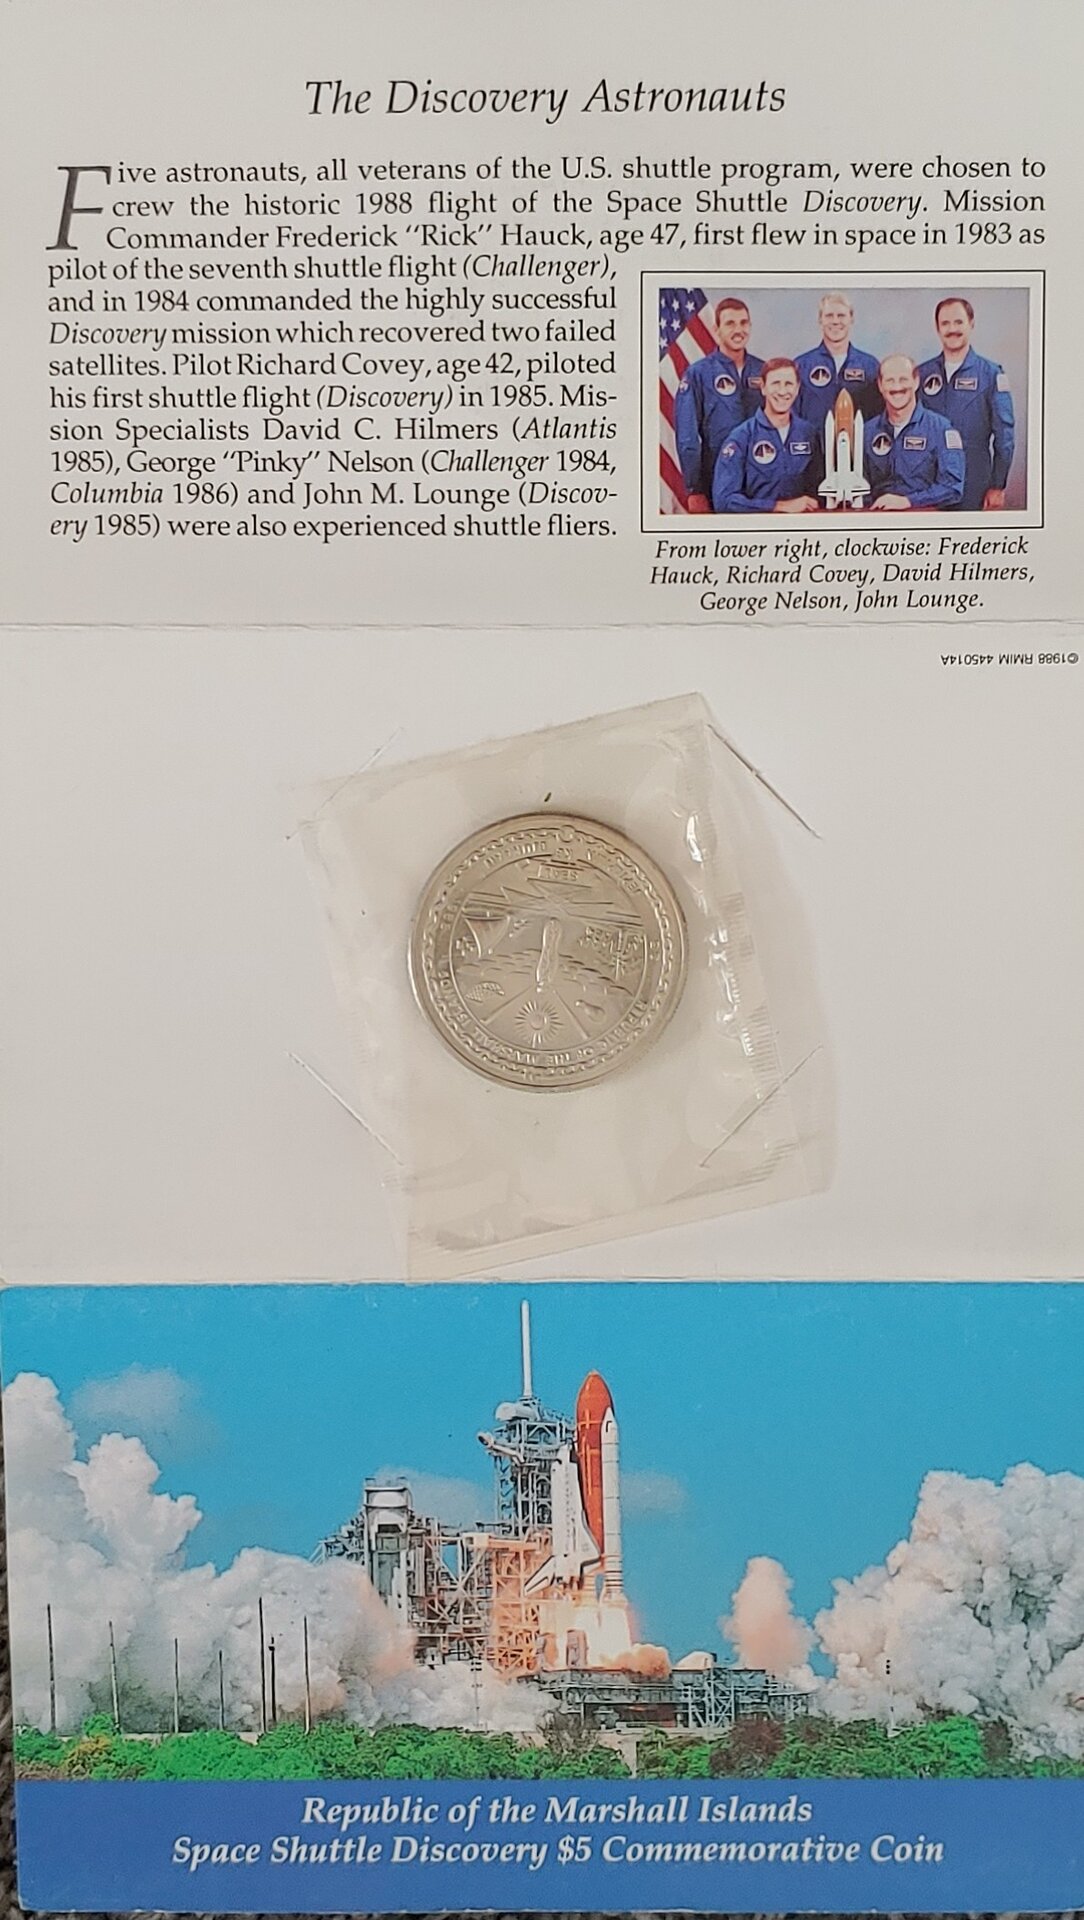 The Discovery Astronauts
Five astronauts, all veterans of the U.S. shuttle program, were chosen to
crew the historic 1988 flight of the Space Shuttle Discovery. Mission
Commander Frederick "Rick" Hauck, age 47, first flew in space in 1983 as
pilot of the seventh shuttle flight (Challenger),
and in 1984 commanded the highly successful
Discovery mission which recovered two failed
satellites. Pilot Richard Covey, age 42, piloted
his first shuttle flight (Discovery) in 1985. Mis-
sion Specialists David C. Hilmers (Atlantis
1985), George "Pinky" Nelson (Challenger 1984,
Columbia 1986) and John M. Lounge (Discov-
ery 1985) were also experienced shuttle fliers.
From lower right, clockwise: Frederick
Hauck, Richard Covey, David Hilmers,
George Nelson, John Lounge.
©1988 RMIM 445014A
REPUBLIC OF THE MARSHALL ISLANDS
SEAL
Republic of the Marshall Islands
Space Shuttle Discovery $5 Commemorative Coin